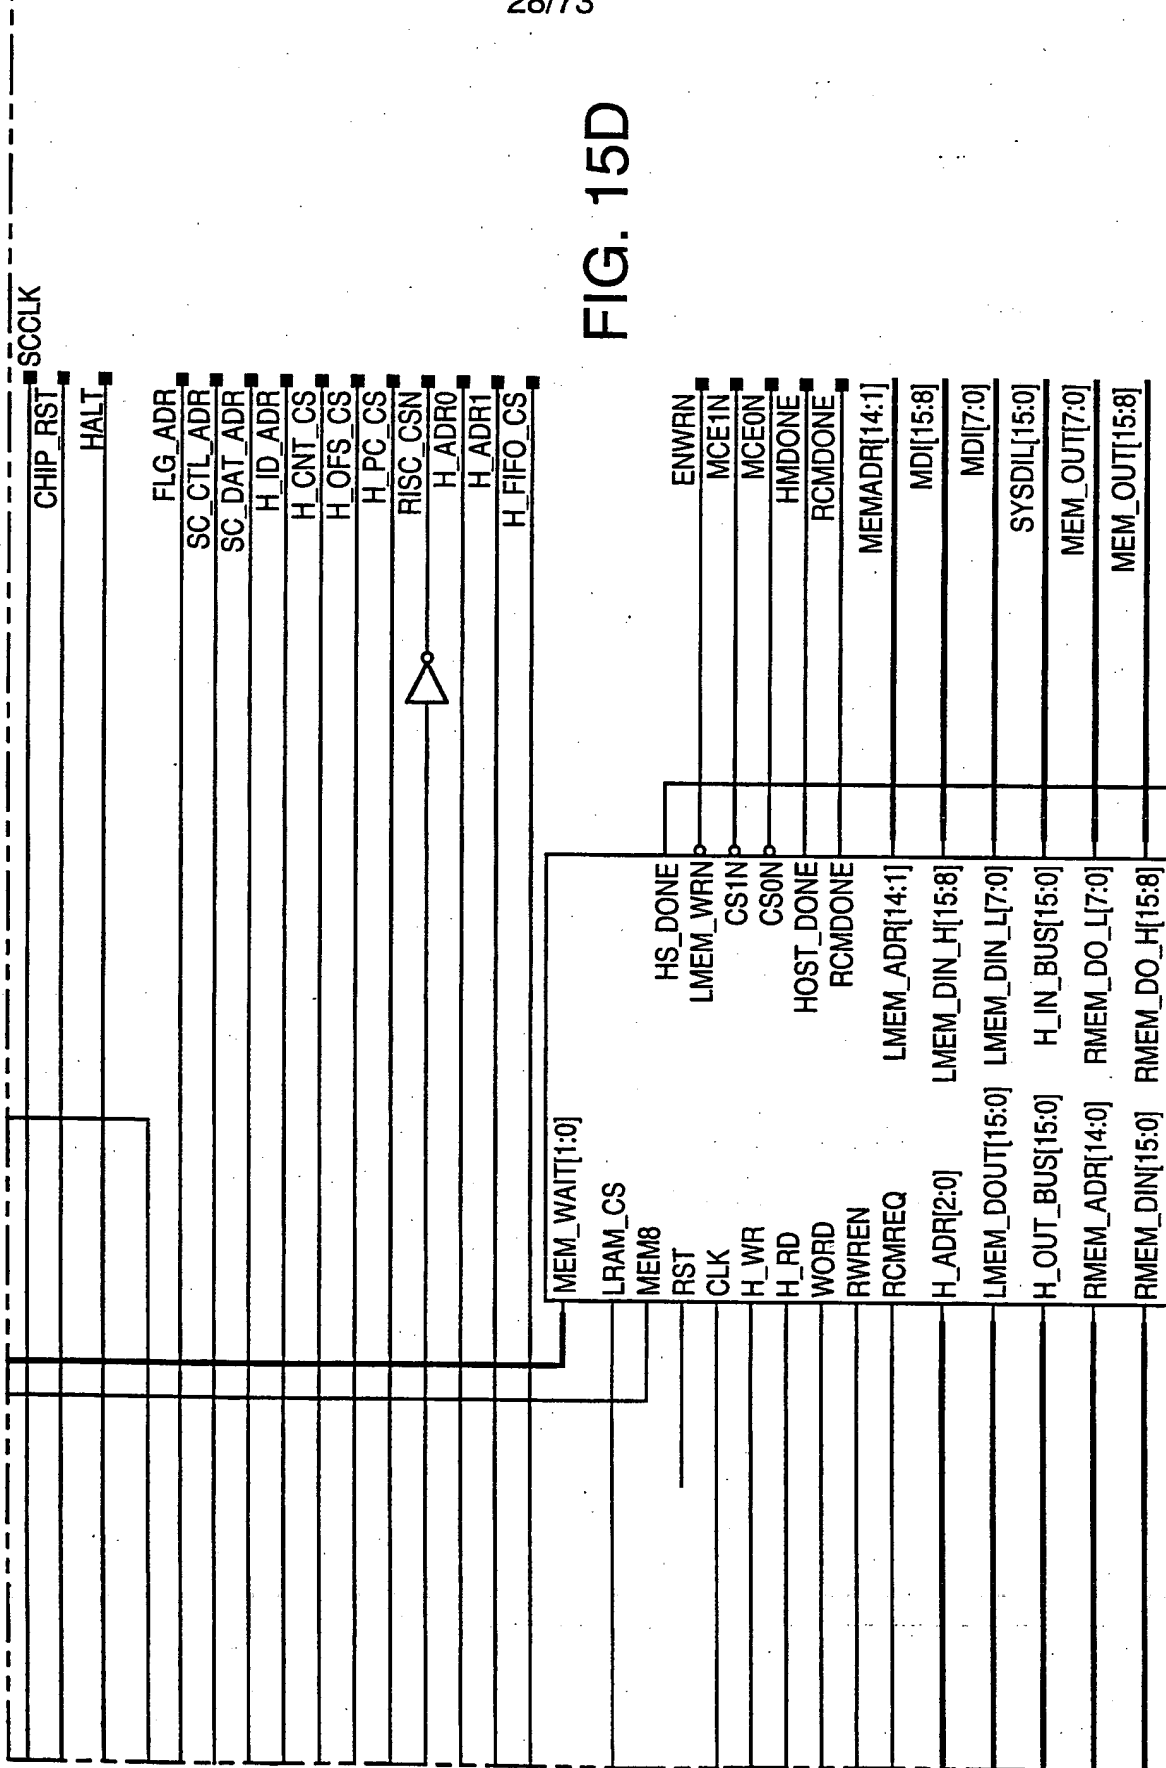 28/73
SCCLK
CHIP_RST
HALT
FLG_ADR
SC_CTL_ADR
SC_DAT_ADR
H_ID_ADR
H_CNT_CS
H_OFS_CS
H_PC_CS
RISC_CSN
H_ADR0
H_ADR1
H_FIFO_CS
FIG. 15D
MEM_WAIT[1:0]
LRAM_CS
MEM8
RST
CLK
H_WR
H_RD
WORD
RWREN
RCMREQ
H_ADR[2:0]
LMEM_DOUT[15:0]
H_OUT_BUS[15:0]
RMEM_ADR[14:0]
RMEM_DIN[15:0]
HS_DONE
LMEM_WRN
CS1N
CS0N
HOST_DONE
RCMDONE
LMEM_ADR[14:1]
LMEM_DIN_H[15:8]
LMEM_DIN_L[7:0]
H_IN_BUS[15:0]
RMEM_DO_L[7:0]
RMEM_DO_H[15:8]
ENWRN
MCE1N
MCE0N
HMDONE
RCMDONE
MEMADR[14:1]
MDI[15:8]
MDI[7:0]
SYSDIL[15:0]
MEM_OUT[7:0]
MEM_OUT[15:8]